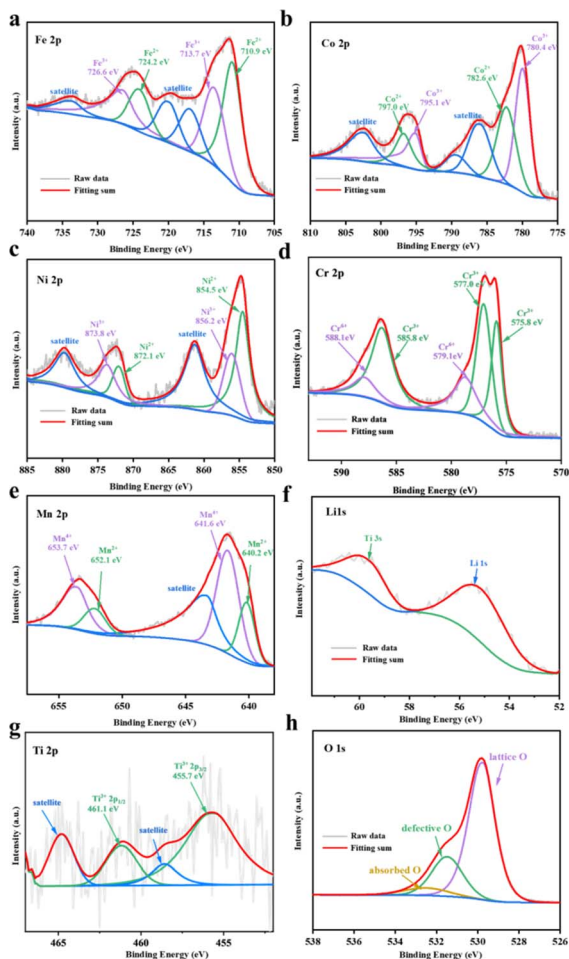 a
Fe 2p
Fe³⁺
726.6 eV
Fe²⁺
724.2 eV
Fe³⁺
713.7 eV
Fe²⁺
710.9 eV
satellite
satellite
Raw data
Fitting sum
Intensity (a.u.)
740 735 730 725 720 715 710 705
Binding Energy (eV)
b
Co 2p
Co³⁺
780.4 eV
Co²⁺
782.6 eV
Co²⁺
797.0 eV
Co³⁺
795.1 eV
satellite
satellite
Raw data
Fitting sum
Intensity (a.u.)
810 805 800 795 790 785 780 775
Binding Energy (eV)
c
Ni 2p
Ni²⁺
854.5 eV
Ni³⁺
856.2 eV
Ni³⁺
873.8 eV
Ni²⁺
872.1 eV
satellite
satellite
Raw data
Fitting sum
Intensity (a.u.)
885 880 875 870 865 860 855 850
Binding Energy (eV)
d
Cr 2p
Cr³⁺
577.0 eV
Cr³⁺
575.8 eV
Cr³⁺
585.8 eV
Cr⁶⁺
588.1eV
Cr⁶⁺
579.1eV
Raw data
Fitting sum
Intensity (a.u.)
590 585 580 575 570
Binding Energy (eV)
e
Mn 2p
Mn⁴⁺
641.6 eV
Mn²⁺
640.2 eV
Mn⁴⁺
653.7 eV
Mn²⁺
652.1 eV
satellite
Raw data
Fitting sum
Intensity (a.u.)
655 650 645 640
Binding Energy (eV)
f
Li1s
Ti 3s
Li 1s
Raw data
Fitting sum
Intensity (a.u.)
60 58 56 54 52
Binding Energy (eV)
g
Ti 2p
Ti³⁺ 2p₃/₂
455.7 eV
Ti³⁺ 2p₁/₂
461.1 eV
satellite
satellite
Intensity (a.u.)
465 460 455
Binding Energy (eV)
h
O 1s
lattice O
defective O
absorbed O
Raw data
Fitting sum
Intensity (a.u.)
538 536 534 532 530 528 526
Binding Energy (eV)